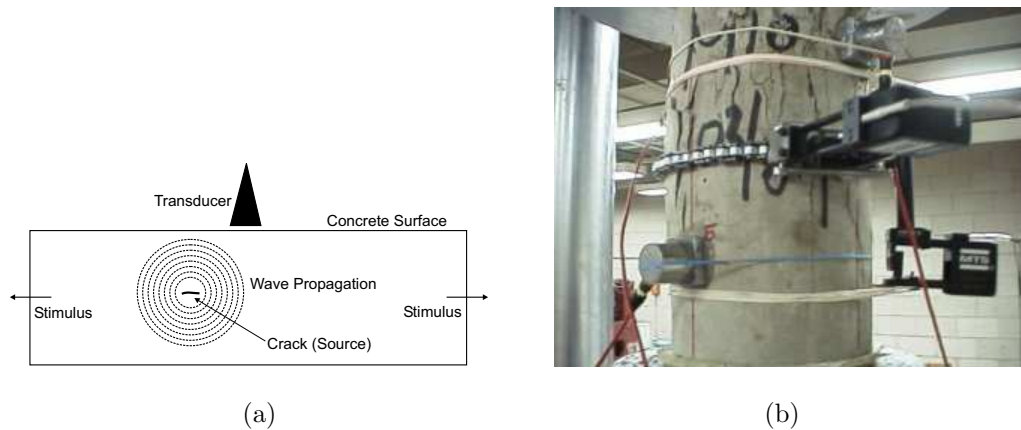 Transducer
Concrete Surface
Wave Propagation
Stimulus
Stimulus
Crack (Source)
MTS
(a)
(b)